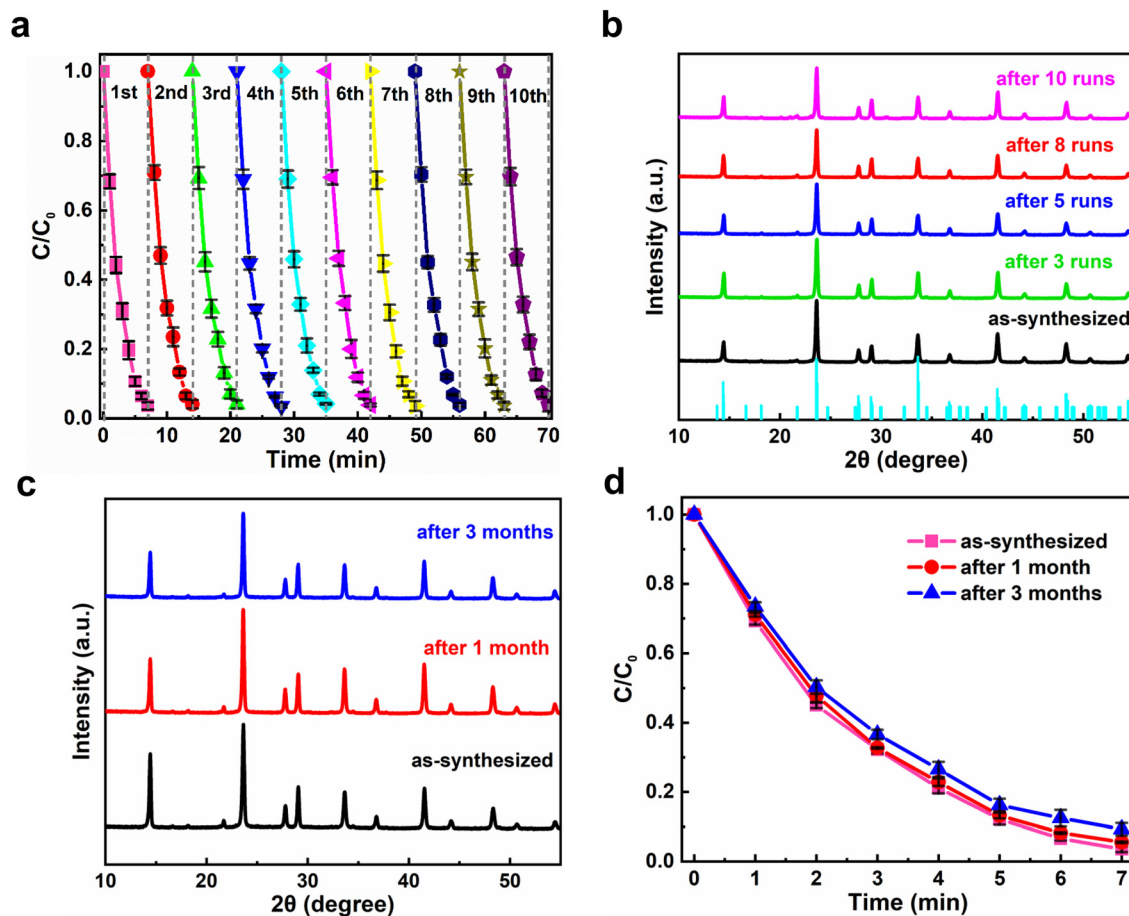 a
C/C₀
1.0
0.8
0.6
0.4
0.2
0.0
1st 2nd 3rd 4th 5th 6th 7th 8th 9th 10th
0 10 20 30 40 50 60 70
Time (min)
b
Intensity (a.u.)
after 10 runs
after 8 runs
after 5 runs
after 3 runs
as-synthesized
10 20 30 40 50
2θ (degree)
c
Intensity (a.u.)
after 3 months
after 1 month
as-synthesized
10 20 30 40 50
2θ (degree)
d
C/C₀
1.0
0.8
0.6
0.4
0.2
0.0
as-synthesized
after 1 month
after 3 months
0 1 2 3 4 5 6 7
Time (min)